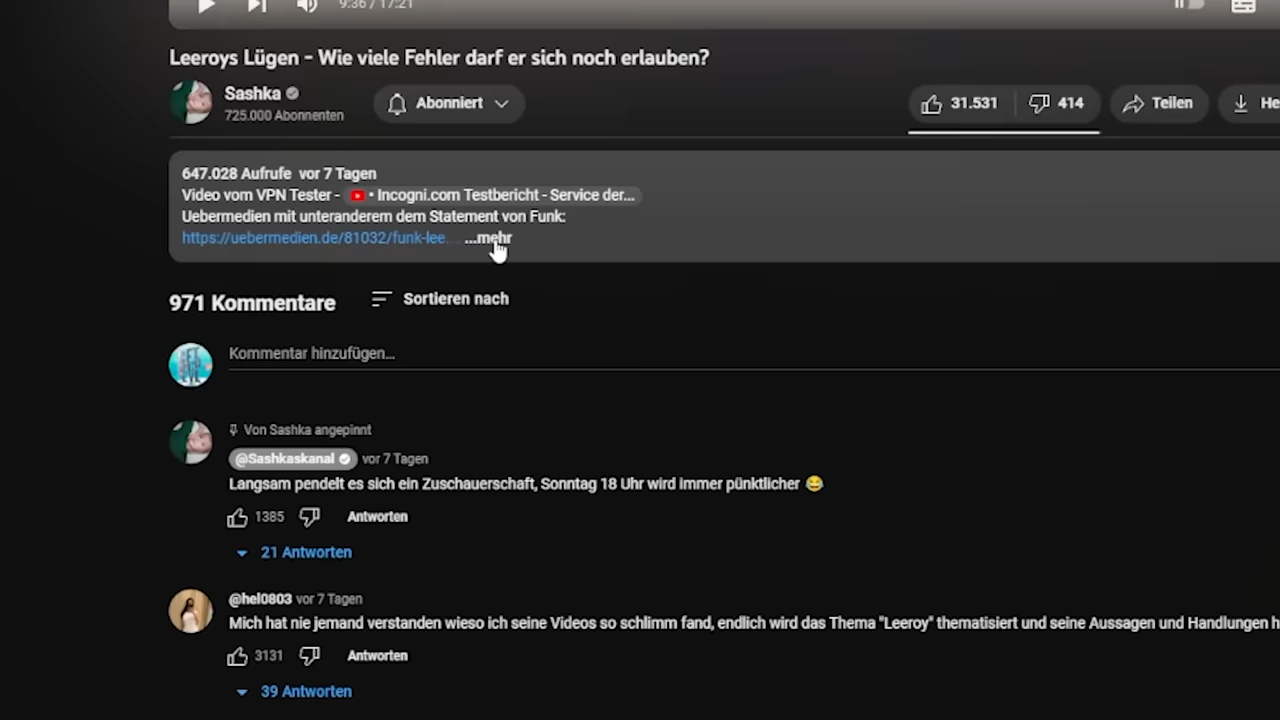 9:36 / 17:21
Leeroys Lügen - Wie viele Fehler darf er sich noch erlauben?
Sashka
725.000 Abonnenten
Abonniert
31.531
414
Teilen
He
647.028 Aufrufe vor 7 Tagen
Video vom VPN Tester - • Incogni.com Testbericht - Service der...
Uebermedien mit unteranderem dem Statement von Funk:
https://uebermedien.de/81032/funk-lee... ...mehr
971 Kommentare
Sortieren nach
Kommentar hinzufügen...
Von Sashka angepinnt
@Sashkaskanal vor 7 Tagen
Langsam pendelt es sich ein Zuschauerschaft, Sonntag 18 Uhr wird immer pünktlicher 😂
1385 Antworten
21 Antworten
@hel0803 vor 7 Tagen
Mich hat nie jemand verstanden wieso ich seine Videos so schlimm fand, endlich wird das Thema "Leeroy" thematisiert und seine Aussagen und Handlungen h
3131 Antworten
39 Antworten